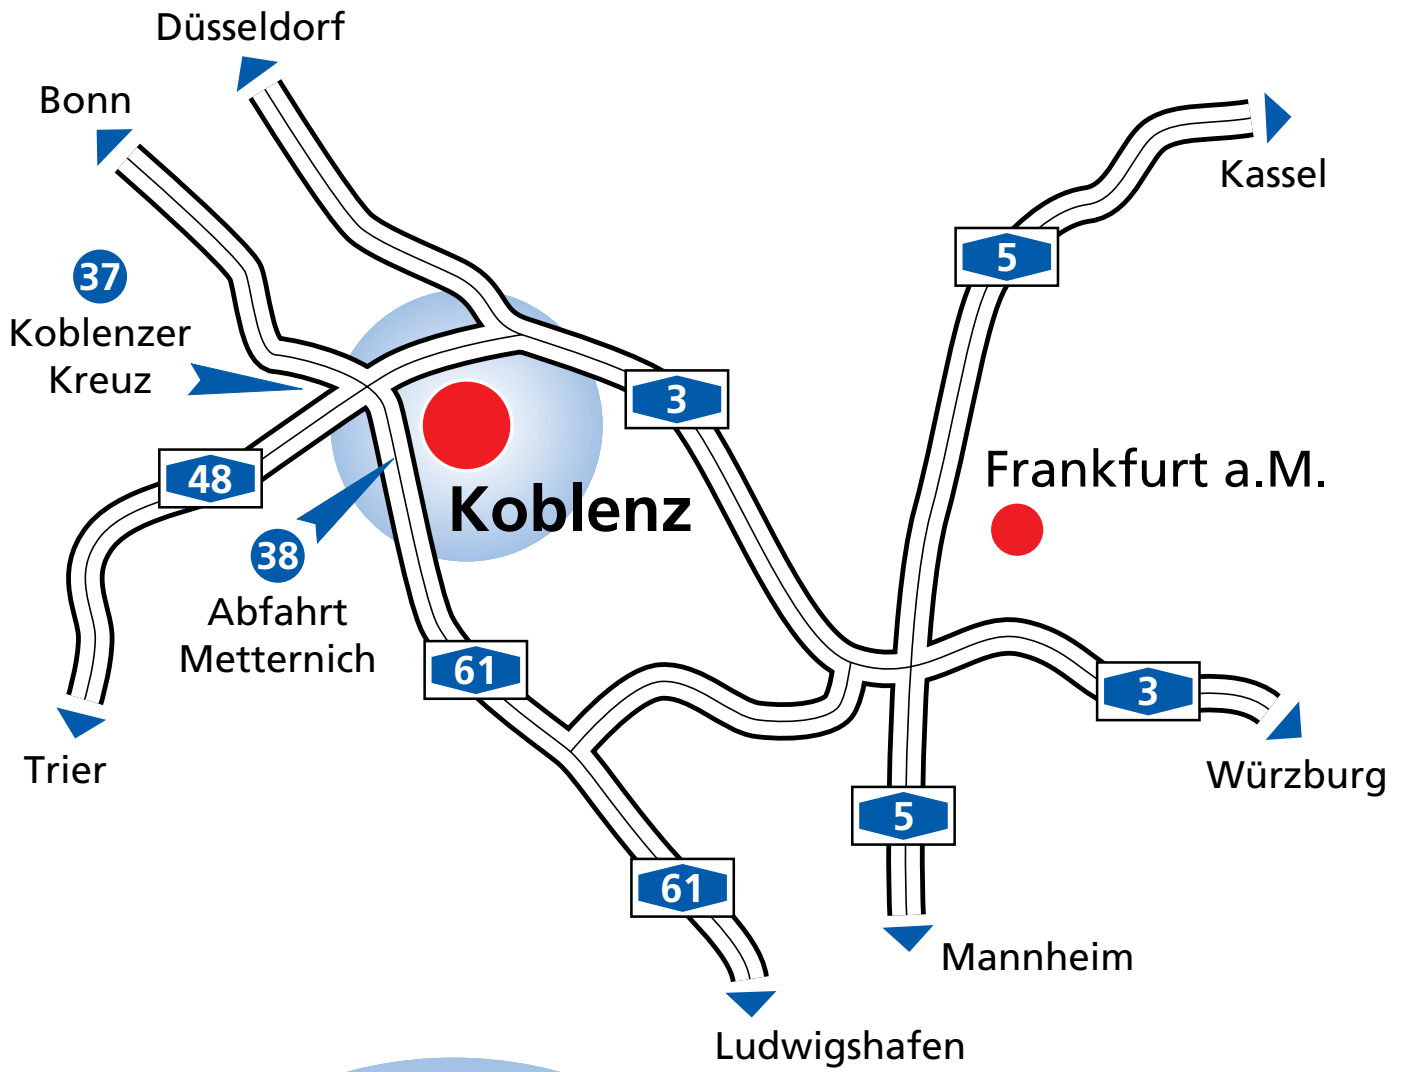 Düsseldorf
Bonn
Kassel
5
37
Koblenzer
Kreuz
3
48
Frankfurt a.M.
Koblenz
38
Abfahrt
Metternich
61
3
Trier
Würzburg
5
61
Mannheim
Ludwigshafen